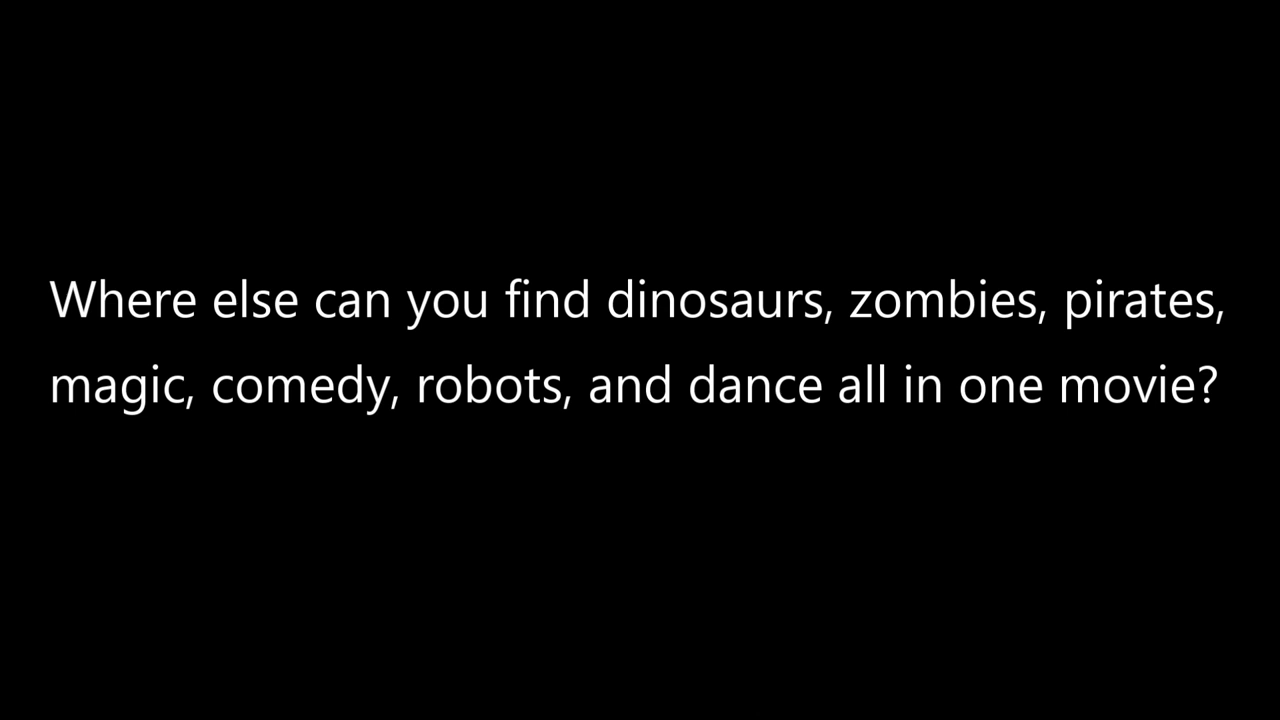 Where else can you find dinosaurs, zombies, pirates,
magic, comedy, robots, and dance all in one movie?